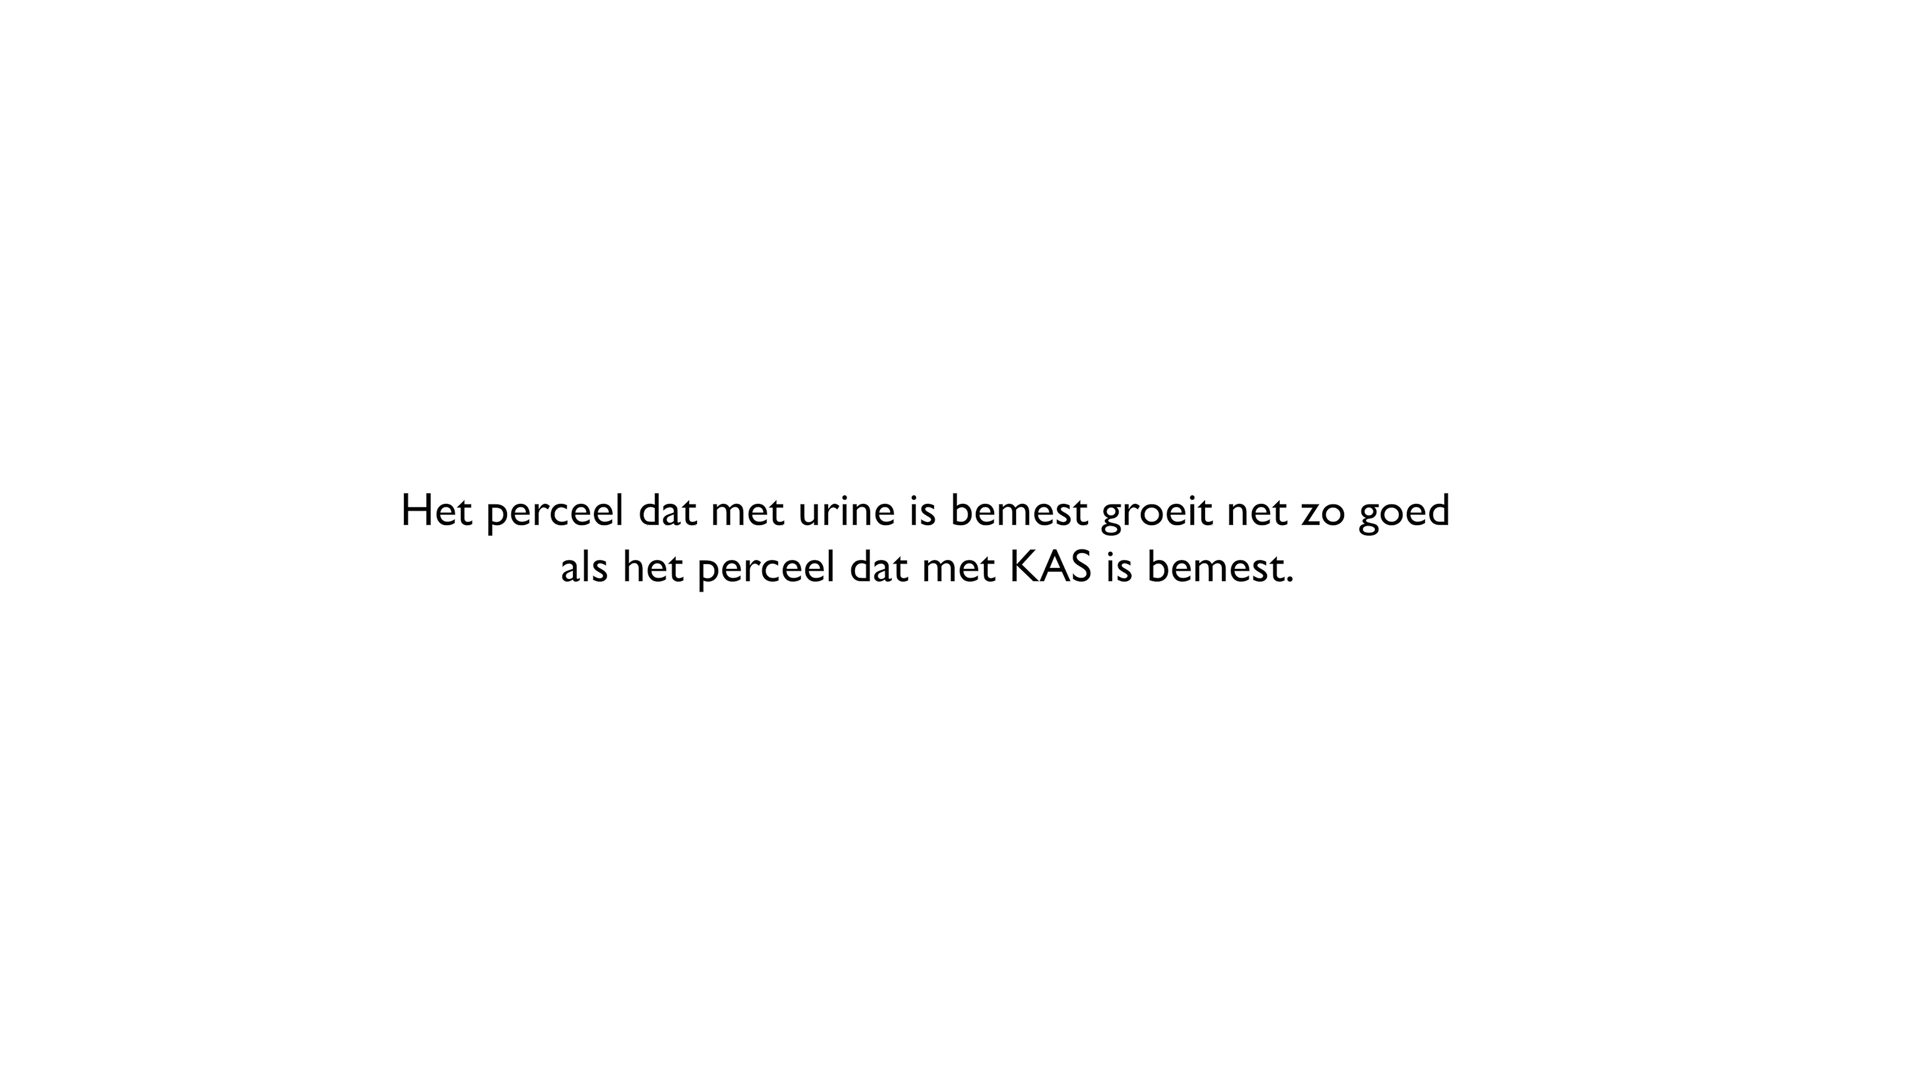 Het perceel dat met urine is bemest groeit net zo goed
als het perceel dat met KAS is bemest.